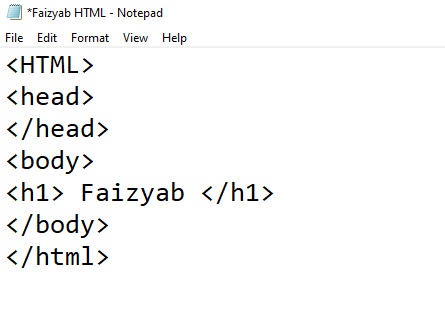 *Faizyab HTML - Notepad
File Edit Format View Help
<HTML>
<head>
</head>
<body>
<h1> Faizyab </h1>
</body>
</html>